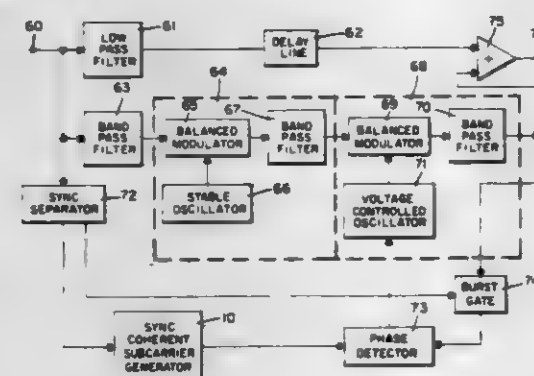 60
LOW
PASS
FILTER
61
DELAY
LINE
62
75
+
63
BAND
PASS
FILTER
64
65
BALANCED
MODULATOR
67
BAND
PASS
FILTER
68
69
BALANCED
MODULATOR
70
BAND
PASS
FILTER
SYNC
SEPARATOR
72
STABLE
OSCILLATOR
66
71
VOLTAGE
CONTROLLED
OSCILLATOR
BURST
GATE
SYNC
COHERENT
SUBCARRIER
GENERATOR
10
73
PHASE
DETECTOR